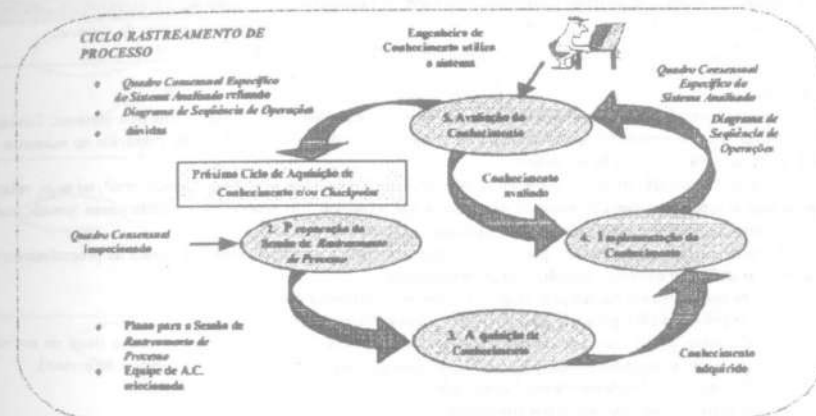 CICLO RASTREAMENTO DE
PROCESSO
Quadro Consensual Específico
do Sistema Analisado refinado
Diagrama de Seqüência de Operações
dúvidas
Engenheiro de
Conhecimento utiliza
o sistema
Quadro Consensual
Específico do
Sistema Analisado
Diagrama de
Seqüência de
Operações
5. Avaliação do
Conhecimento
Próximo Ciclo de Aquisição de
Conhecimento e/ou Checkpoint
Conhecimento
avaliado
Quadro Consensual
inspecionado
2. Preparação da
Sessão de Rastreamento
de Processo
4. Implementação do
Conhecimento
Plano para a Sessão de
Rastreamento de
Processo
Equipe de A.C.
selecionada
3. Aquisição de
Conhecimento
Conhecimento
adquirido